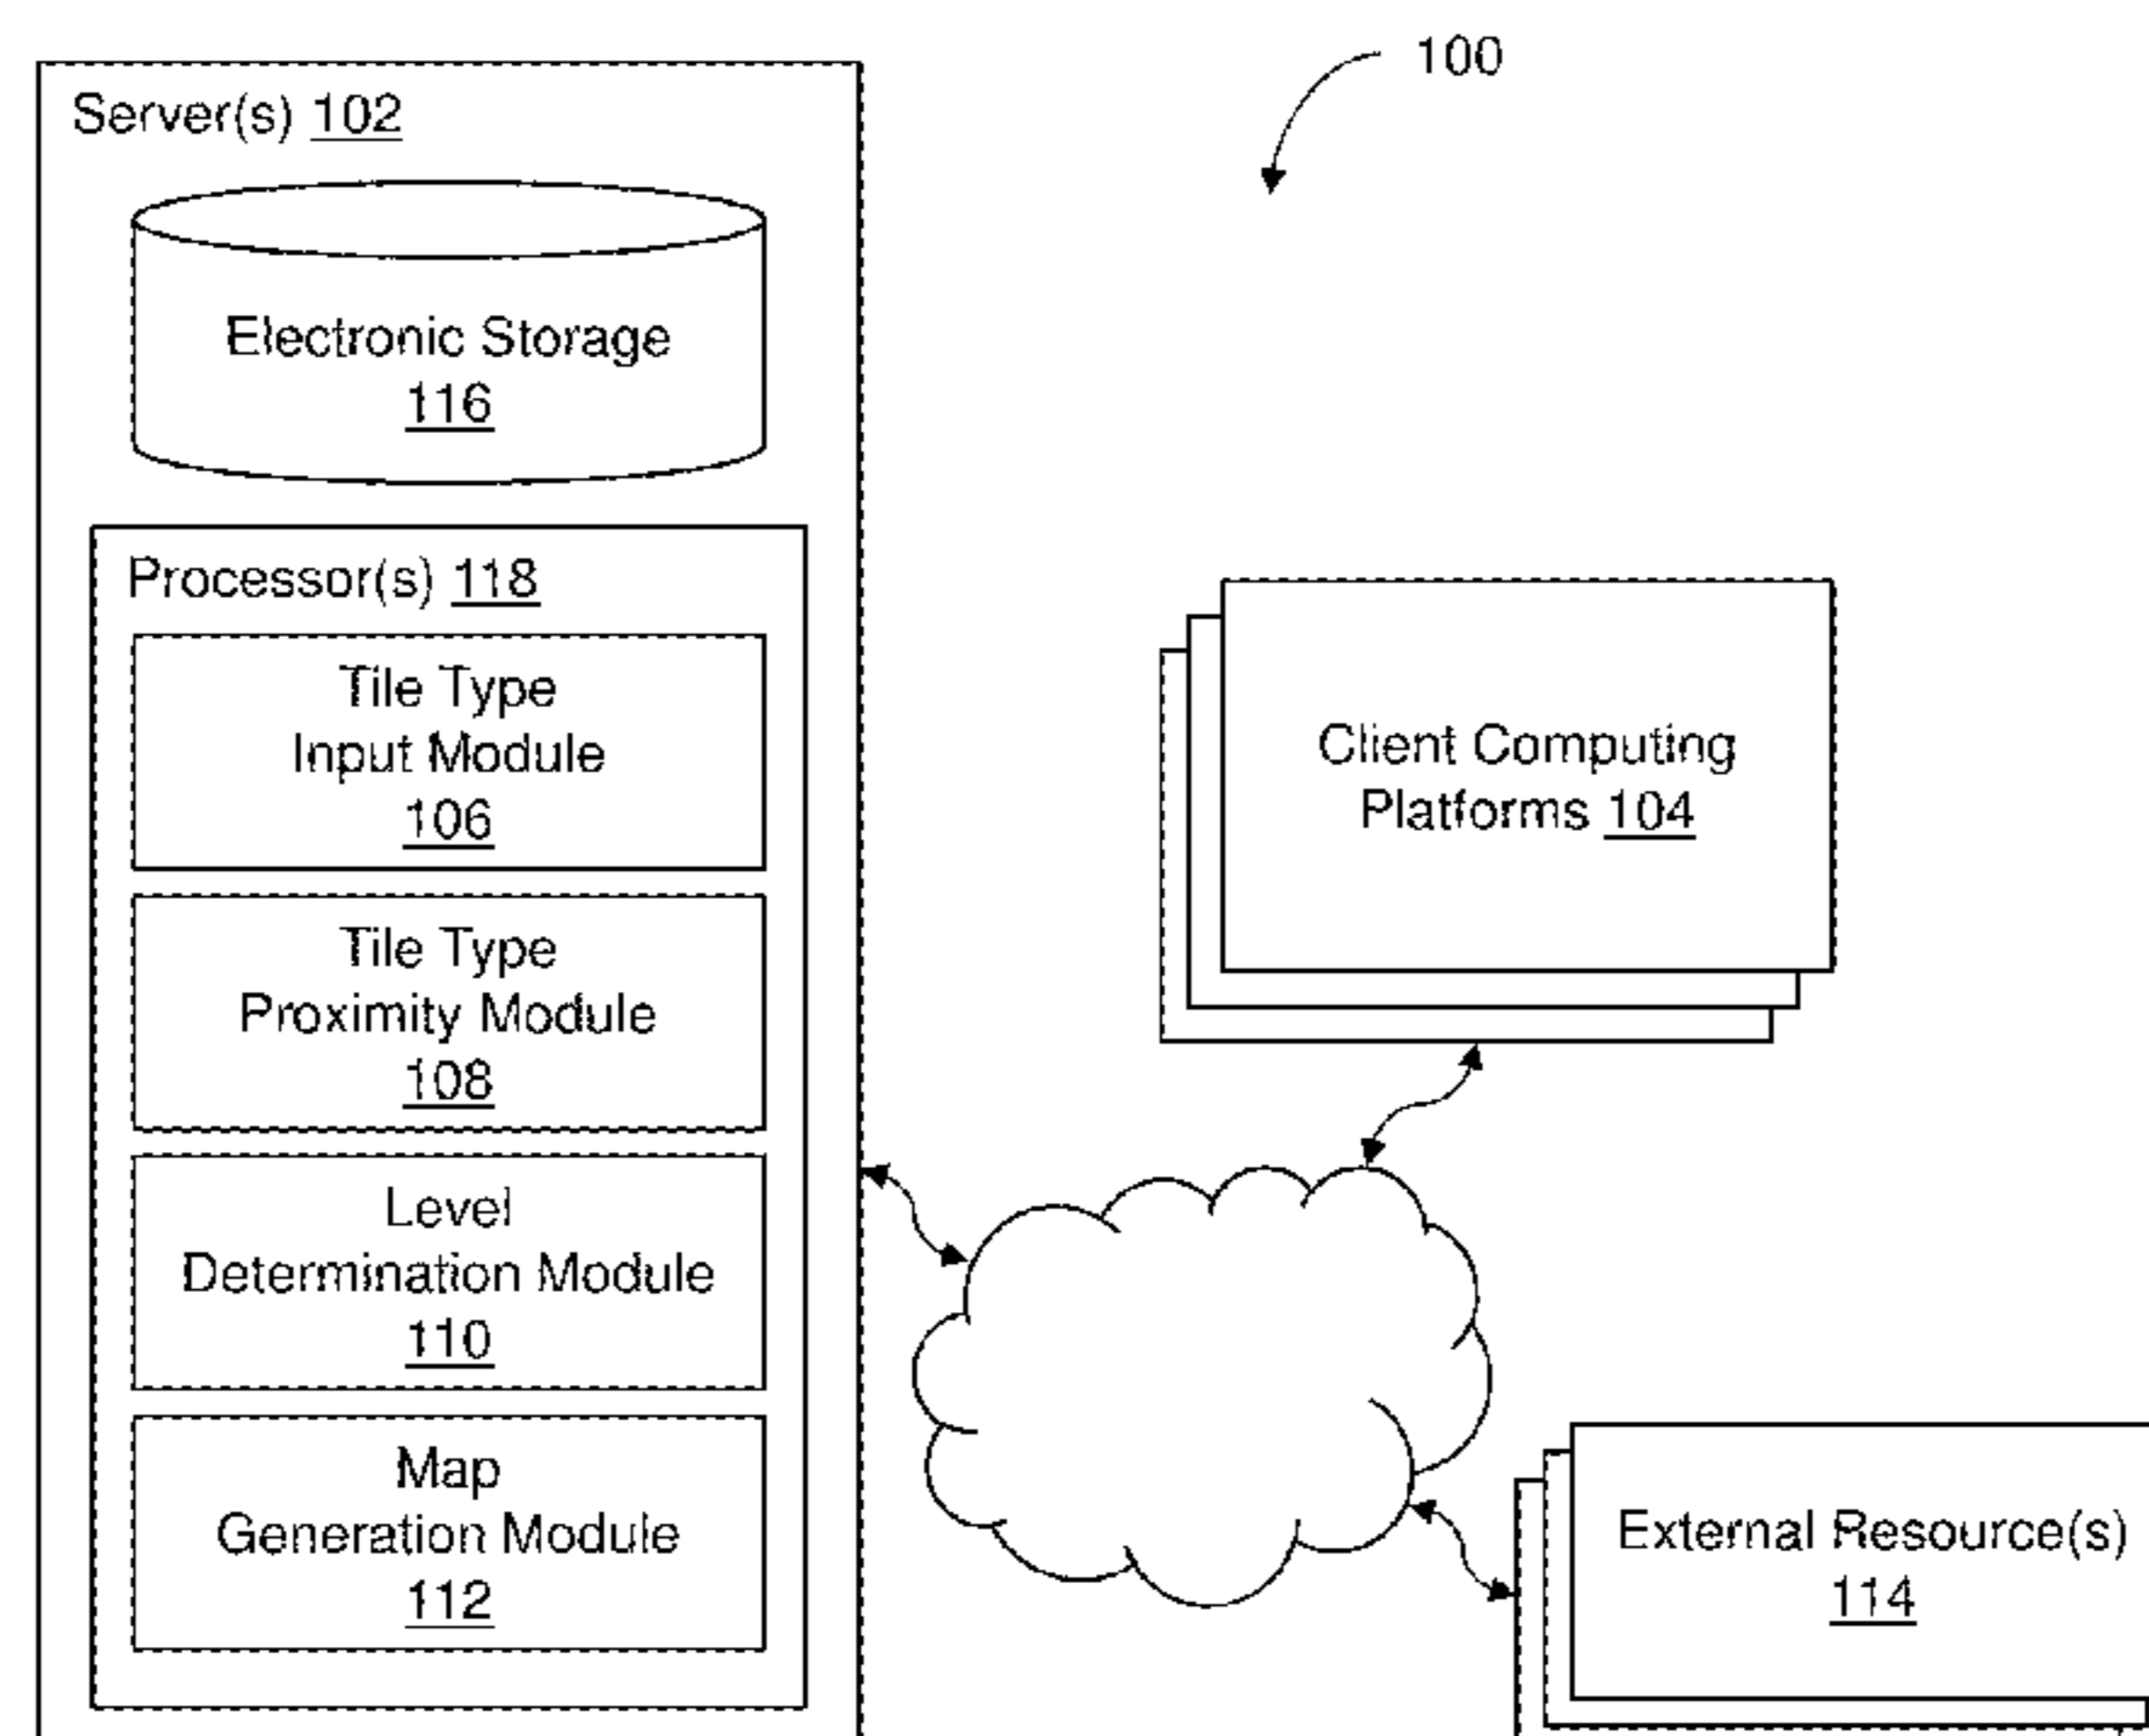 100
Server(s) 102
Electronic Storage
116
Processor(s) 118
Tile Type
Input Module
106
Tile Type
Proximity Module
108
Level
Determination Module
110
Map
Generation Module
112
Client Computing
Platforms 104
External Resource(s)
114